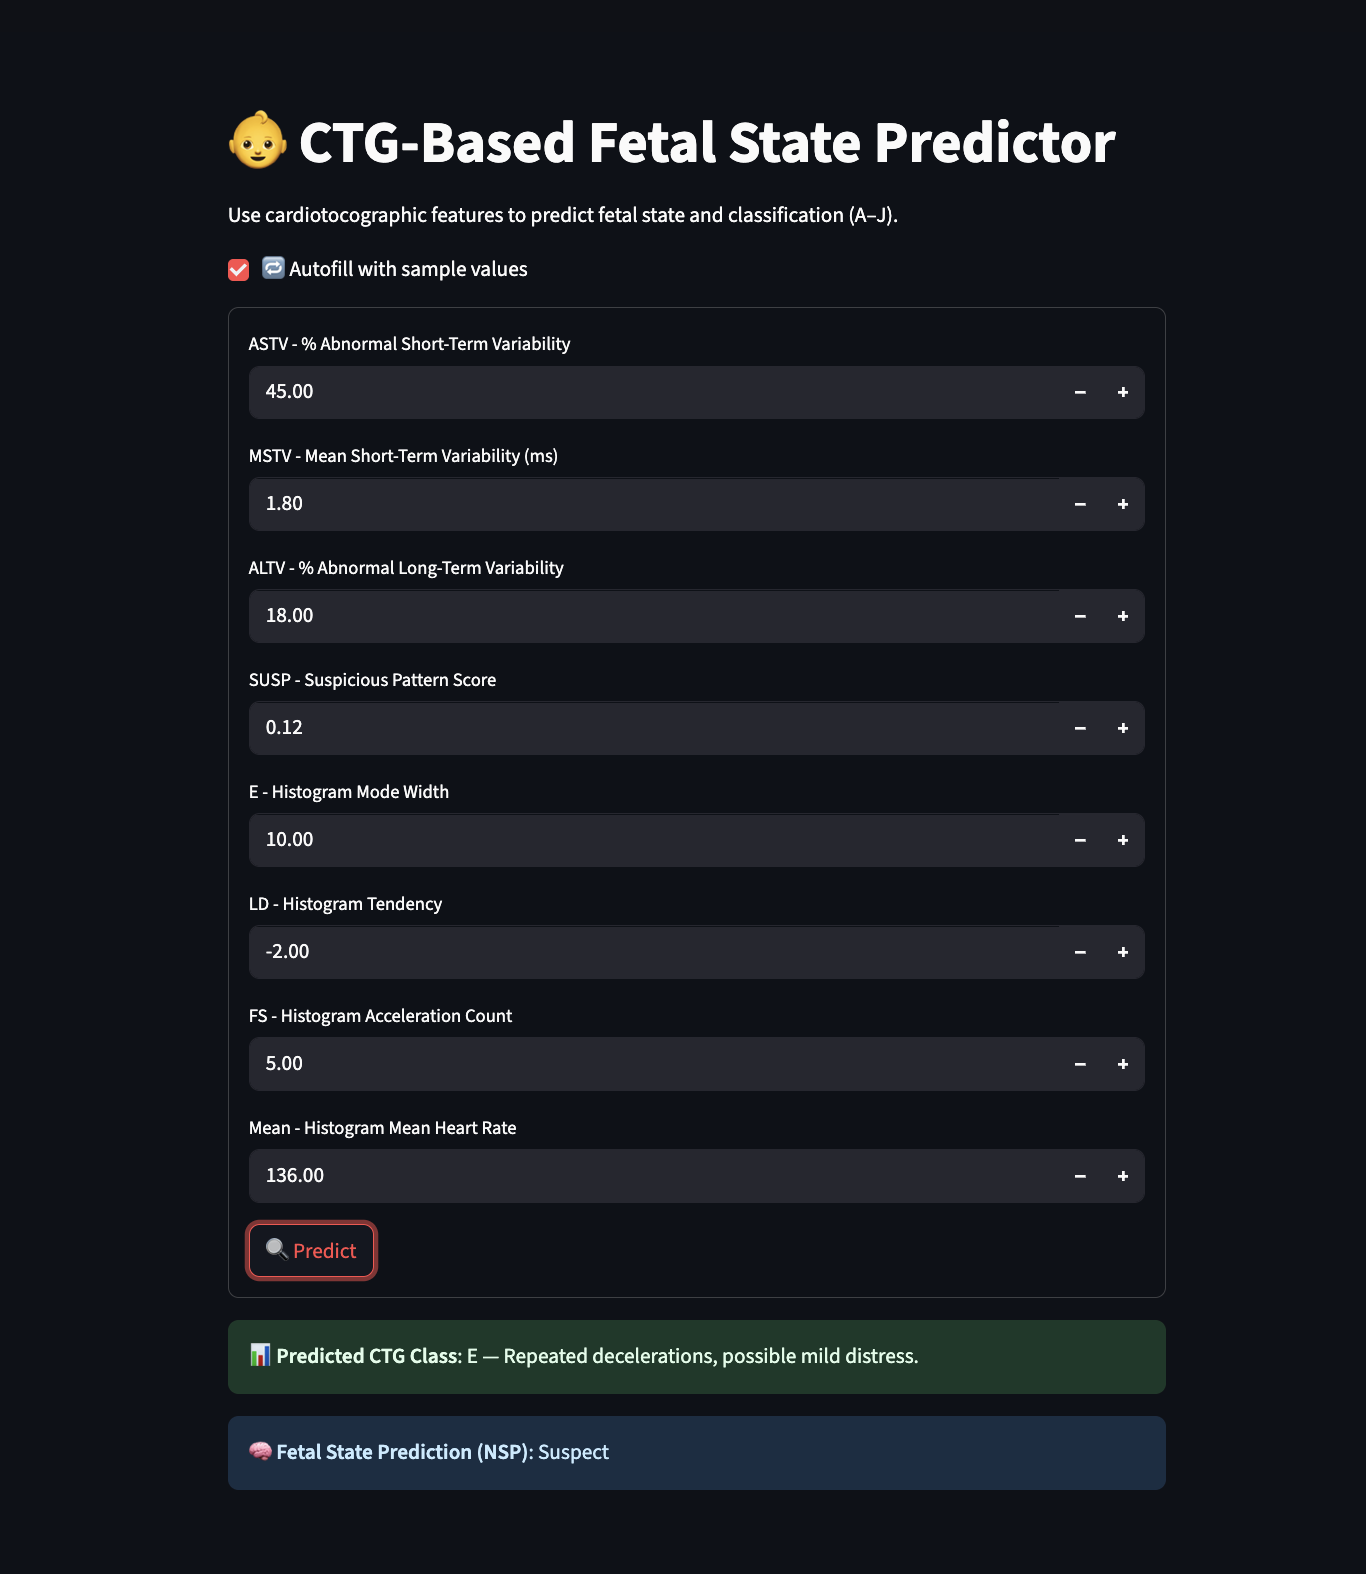 CTG-Based Fetal State Predictor
Use cardiotocographic features to predict fetal state and classification (A–J).
Autofill with sample values
ASTV - % Abnormal Short-Term Variability
45.00
MSTV - Mean Short-Term Variability (ms)
1.80
ALTV - % Abnormal Long-Term Variability
18.00
SUSP - Suspicious Pattern Score
0.12
E - Histogram Mode Width
10.00
LD - Histogram Tendency
-2.00
FS - Histogram Acceleration Count
5.00
Mean - Histogram Mean Heart Rate
136.00
Predict
Predicted CTG Class: E — Repeated decelerations, possible mild distress.
Fetal State Prediction (NSP): Suspect